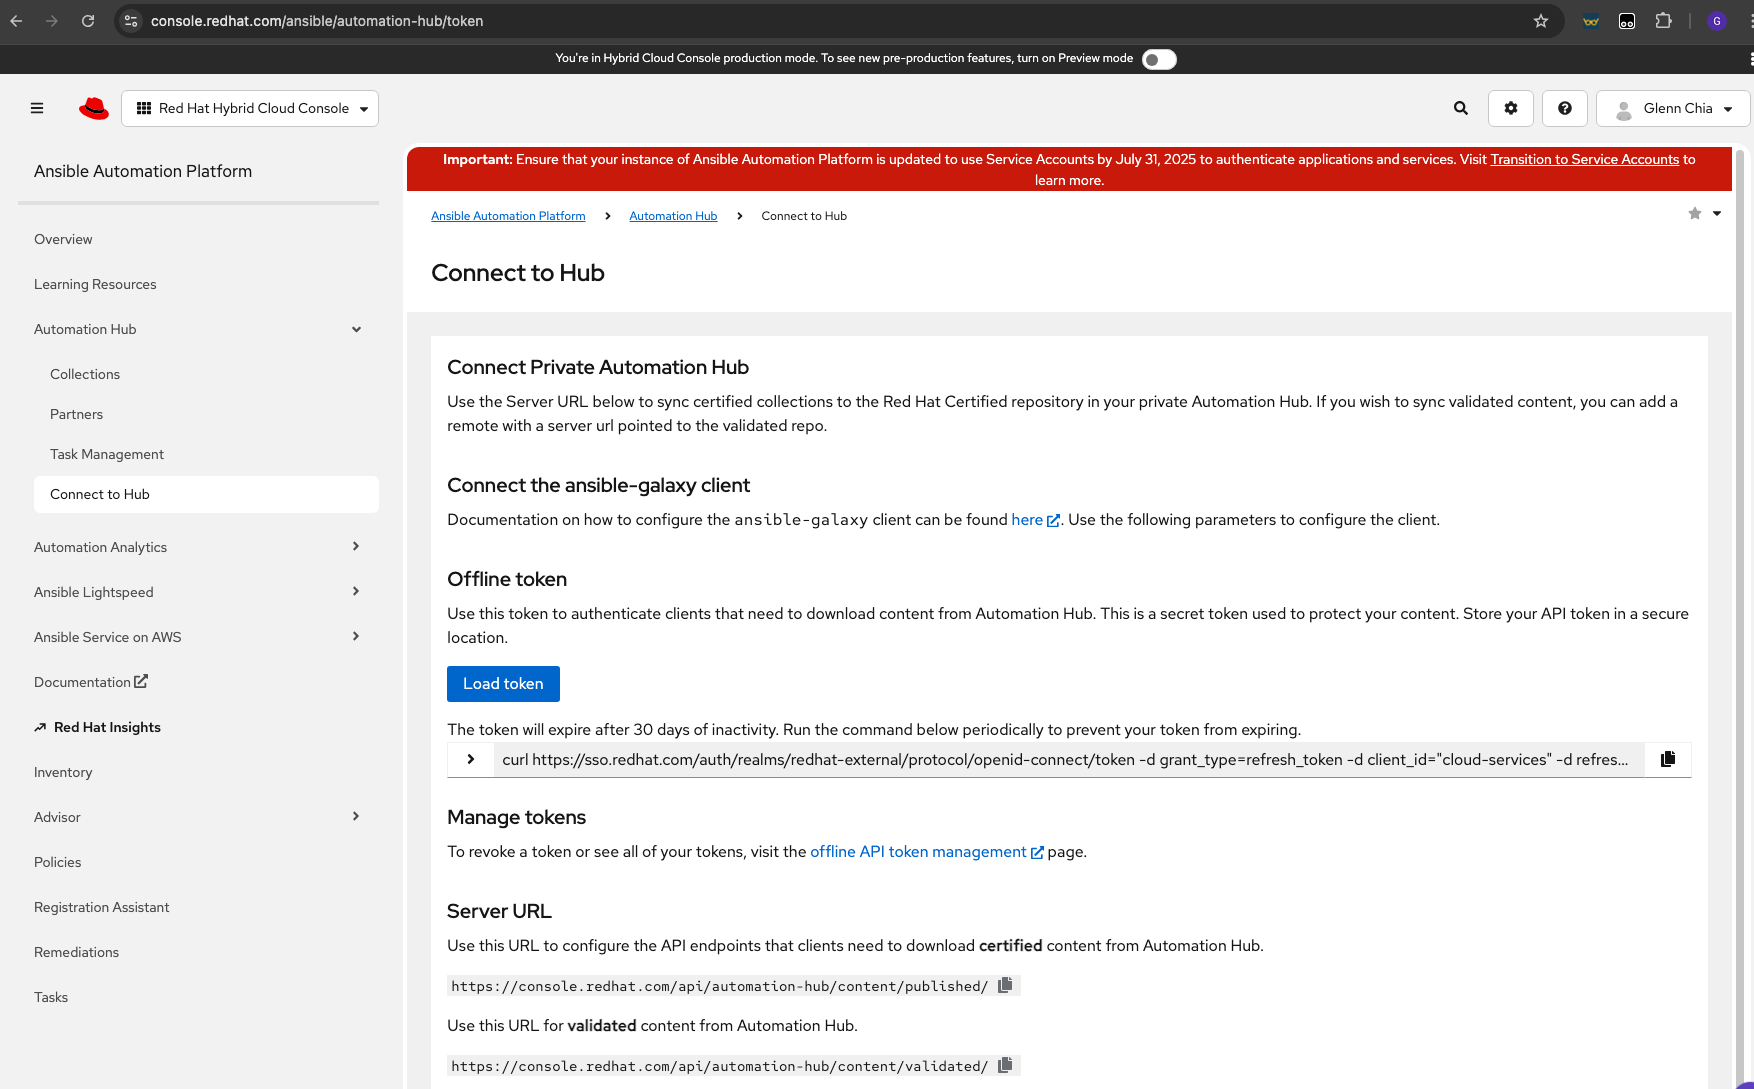 console.redhat.com/ansible/automation-hub/token
G
You're in Hybrid Cloud Console production mode. To see new pre-production features, turn on Preview mode
Red Hat Hybrid Cloud Console
Glenn Chia
Ansible Automation Platform
Overview
Learning Resources
Automation Hub
Collections
Partners
Task Management
Connect to Hub
Automation Analytics
Ansible Lightspeed
Ansible Service on AWS
Documentation
Red Hat Insights
Inventory
Advisor
Policies
Registration Assistant
Remediations
Tasks
Important: Ensure that your instance of Ansible Automation Platform is updated to use Service Accounts by July 31, 2025 to authenticate applications and services. Visit Transition to Service Accounts to
learn more.
Ansible Automation Platform > Automation Hub > Connect to Hub
Connect to Hub
Connect Private Automation Hub
Use the Server URL below to sync certified collections to the Red Hat Certified repository in your private Automation Hub. If you wish to sync validated content, you can add a
remote with a server url pointed to the validated repo.
Connect the ansible-galaxy client
Documentation on how to configure the ansible-galaxy client can be found here. Use the following parameters to configure the client.
Offline token
Use this token to authenticate clients that need to download content from Automation Hub. This is a secret token used to protect your content. Store your API token in a secure
location.
Load token
The token will expire after 30 days of inactivity. Run the command below periodically to prevent your token from expiring.
curl https://sso.redhat.com/auth/realms/redhat-external/protocol/openid-connect/token -d grant_type=refresh_token -d client_id="cloud-services" -d refres...
Manage tokens
To revoke a token or see all of your tokens, visit the offline API token management page.
Server URL
Use this URL to configure the API endpoints that clients need to download certified content from Automation Hub.
https://console.redhat.com/api/automation-hub/content/published/
Use this URL for validated content from Automation Hub.
https://console.redhat.com/api/automation-hub/content/validated/